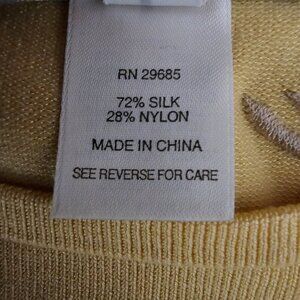 RN 29685
72% SILK
28% NYLON
MADE IN CHINA
SEE REVERSE FOR CARE